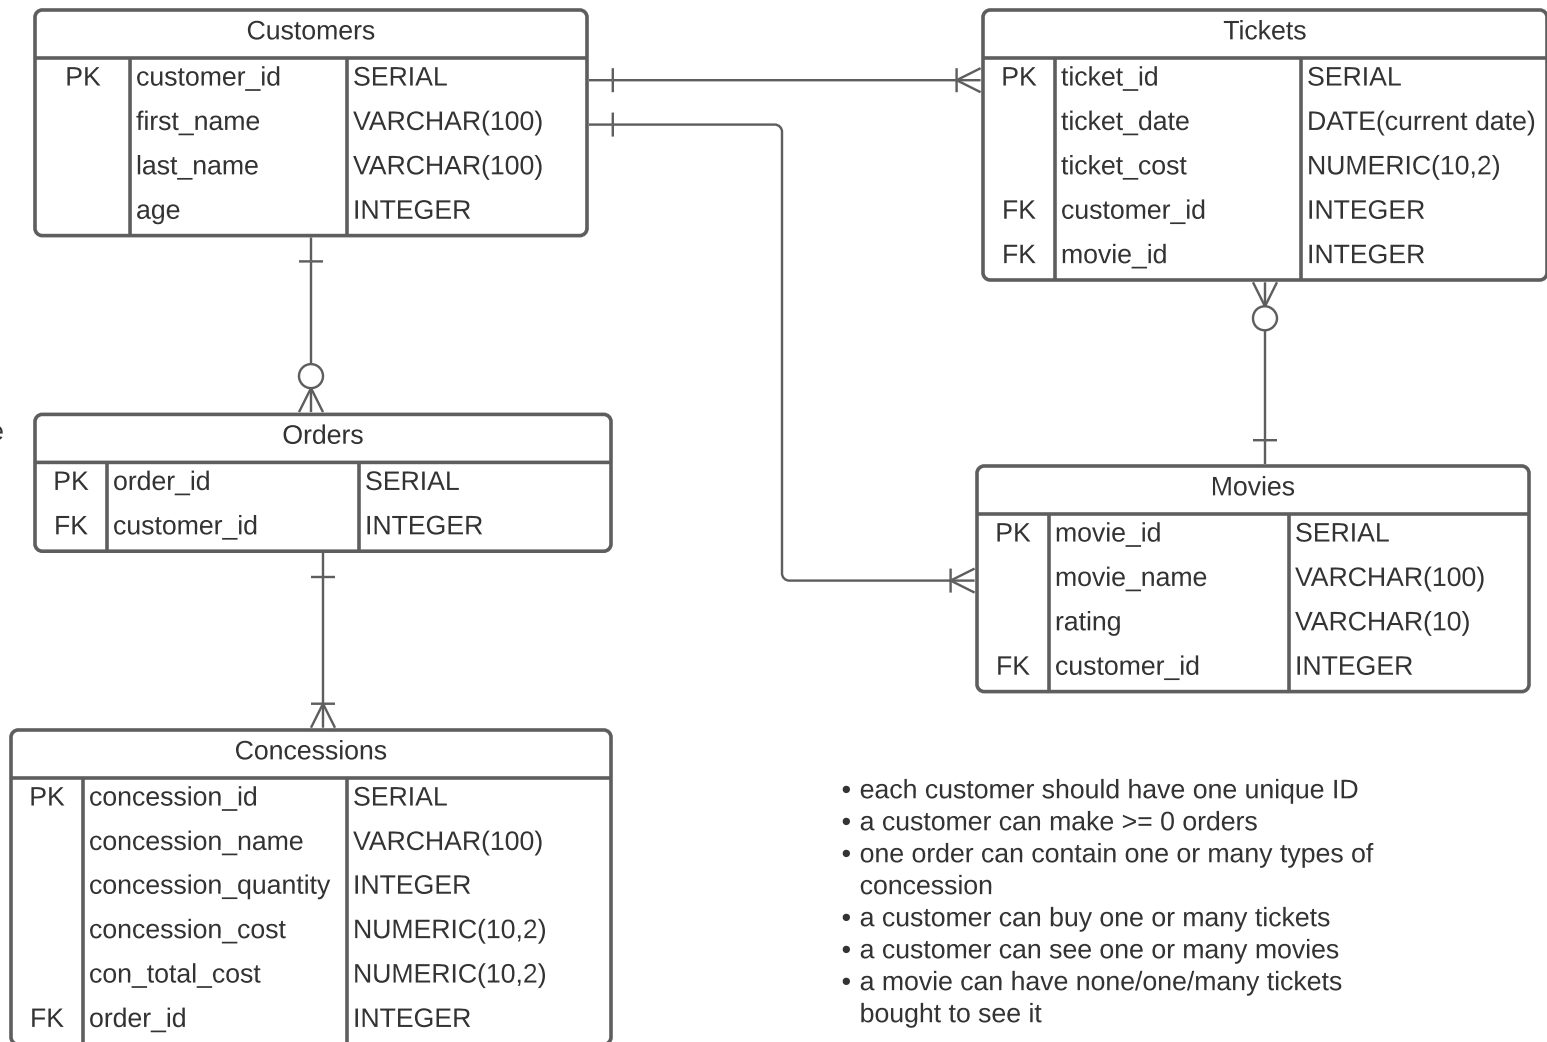 Customers
PK customer_id SERIAL
first_name VARCHAR(100)
last_name VARCHAR(100)
age INTEGER
Tickets
PK ticket_id SERIAL
ticket_date DATE(current date)
ticket_cost NUMERIC(10,2)
FK customer_id INTEGER
FK movie_id INTEGER
e
Orders
PK order_id SERIAL
FK customer_id INTEGER
Movies
PK movie_id SERIAL
movie_name VARCHAR(100)
rating VARCHAR(10)
FK customer_id INTEGER
Concessions
PK concession_id SERIAL
concession_name VARCHAR(100)
concession_quantity INTEGER
concession_cost NUMERIC(10,2)
con_total_cost NUMERIC(10,2)
FK order_id INTEGER
• each customer should have one unique ID
• a customer can make >= 0 orders
• one order can contain one or many types of
concession
• a customer can buy one or many tickets
• a customer can see one or many movies
• a movie can have none/one/many tickets
bought to see it